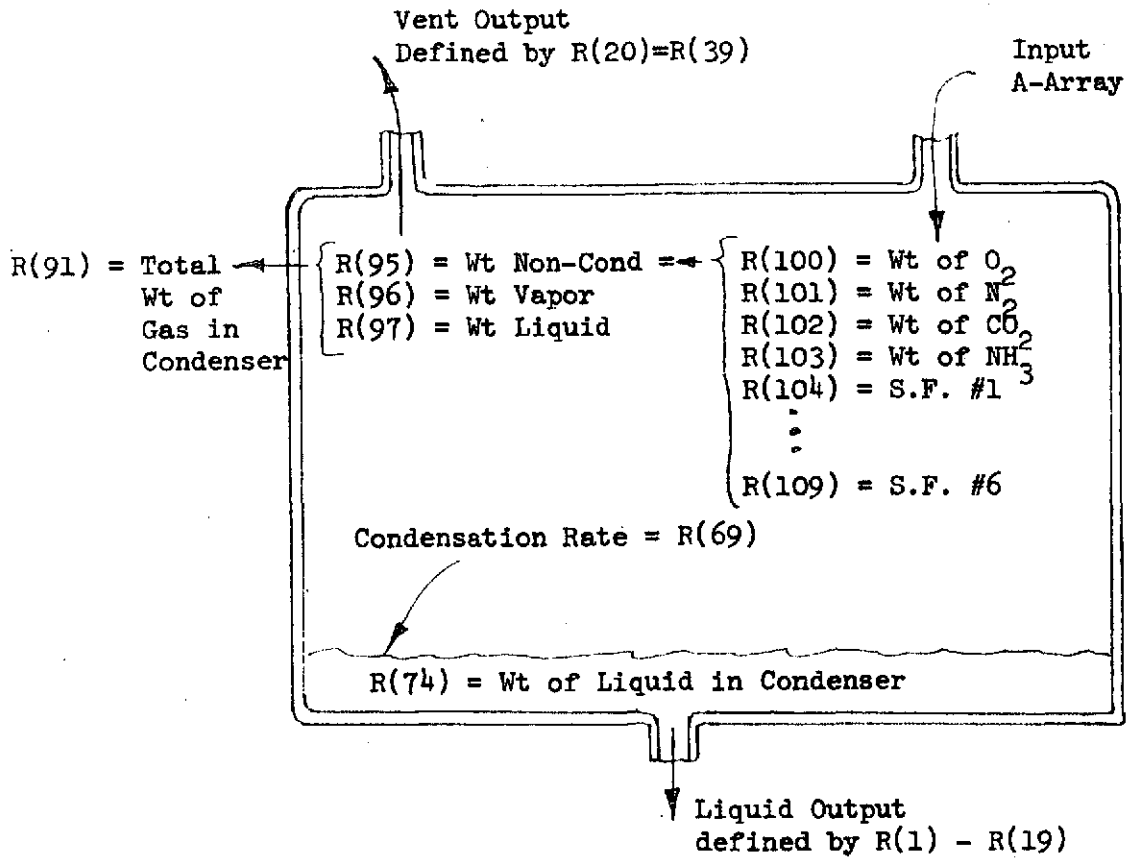 Vent Output
Defined by R(20)=R(39)
Input
A-Array
R(91) = Total
Wt of
Gas in
Condenser
R(95) = Wt Non-Cond =
R(96) = Wt Vapor
R(97) = Wt Liquid
R(100) = Wt of O2
R(101) = Wt of N2
R(102) = Wt of CO2
R(103) = Wt of NH3
R(104) = S.F. #1
R(109) = S.F. #6
Condensation Rate = R(69)
R(74) = Wt of Liquid in Condenser
Liquid Output
defined by R(1) - R(19)